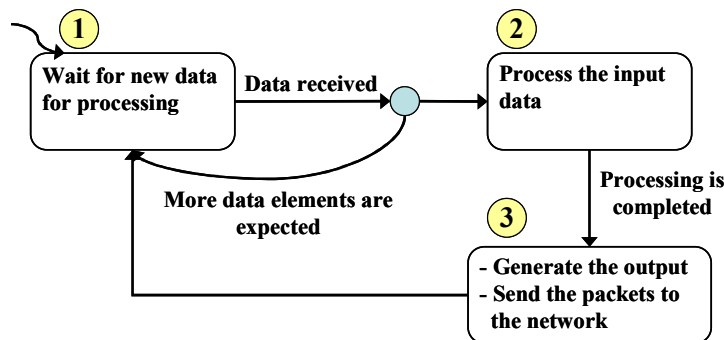 1
Wait for new data
for processing
Data received
2
Process the input
data
More data elements are
expected
Processing is
completed
3
- Generate the output
- Send the packets to
the network